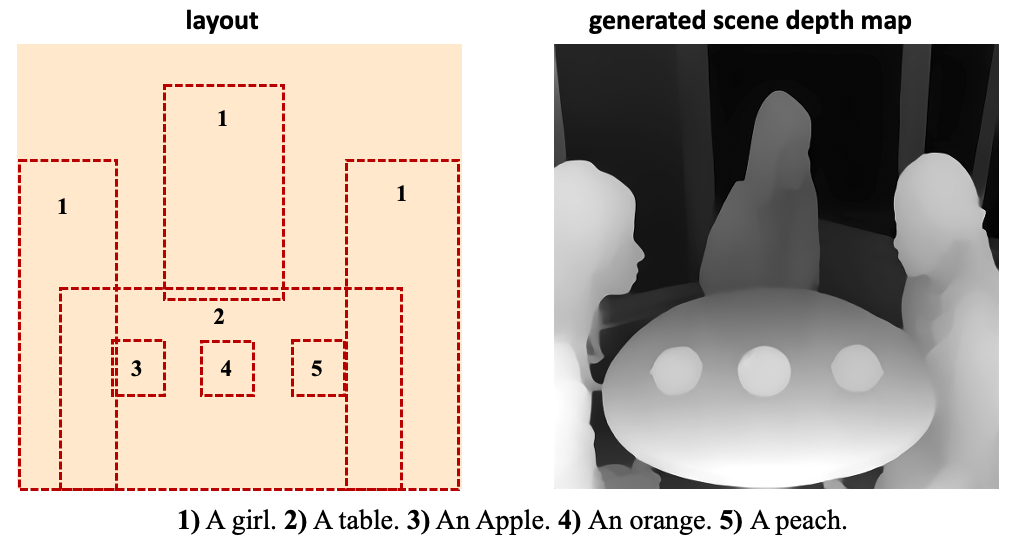 layout
generated scene depth map
1
1
1
2
3
4
5
1) A girl. 2) A table. 3) An Apple. 4) An orange. 5) A peach.